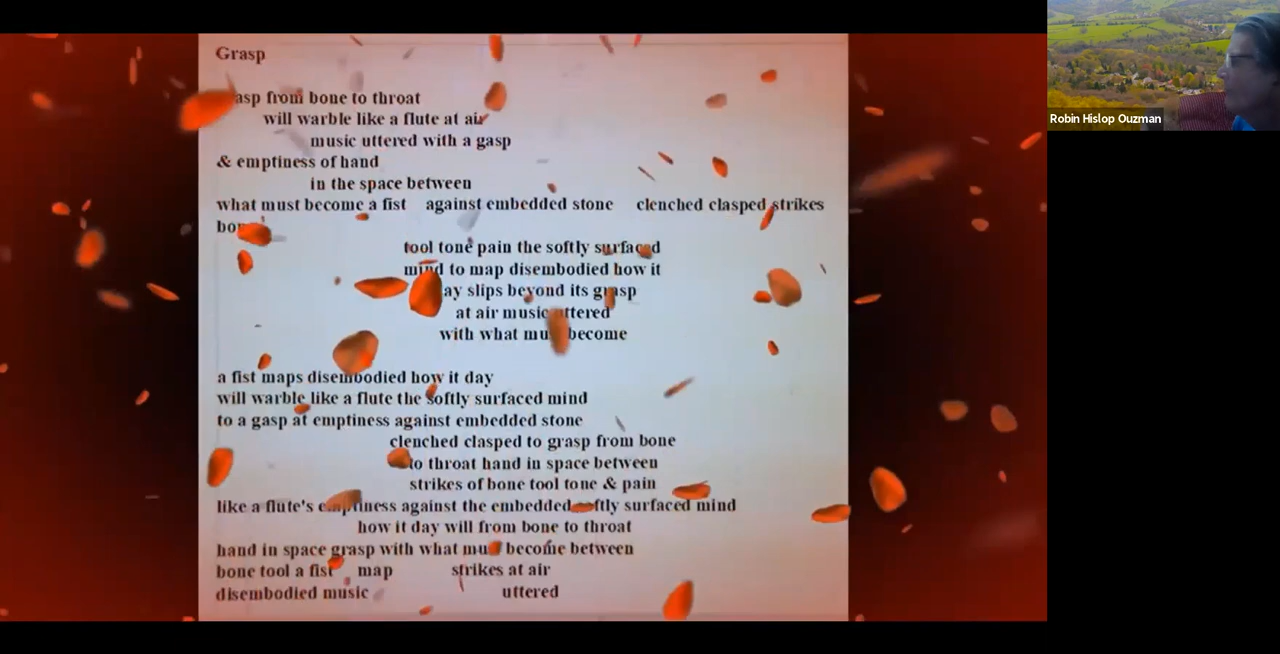 Grasp
asp from bone to throat
will warble like a flute at air
music uttered with a gasp
& emptiness of hand
in the space between
what must become a fist against embedded stone clenched clasped strikes
tool tone pain the softly surfaced
mind to map disembodied how it
ay slips beyond its grasp
at air music uttered
with what must become
a fist maps disembodied how it day
will warble like a flute the softly surfaced mind
to a gasp at emptiness against embedded stone
clenched clasped to grasp from bone
to throat hand in space between
strikes of bone tool tone & pain
like a flute's emptiness against the embedded softly surfaced mind
how it day will from bone to throat
hand in space grasp with what must become between
bone tool a fist map strikes at air
disembodied music uttered
Robin Hislop Ouzman